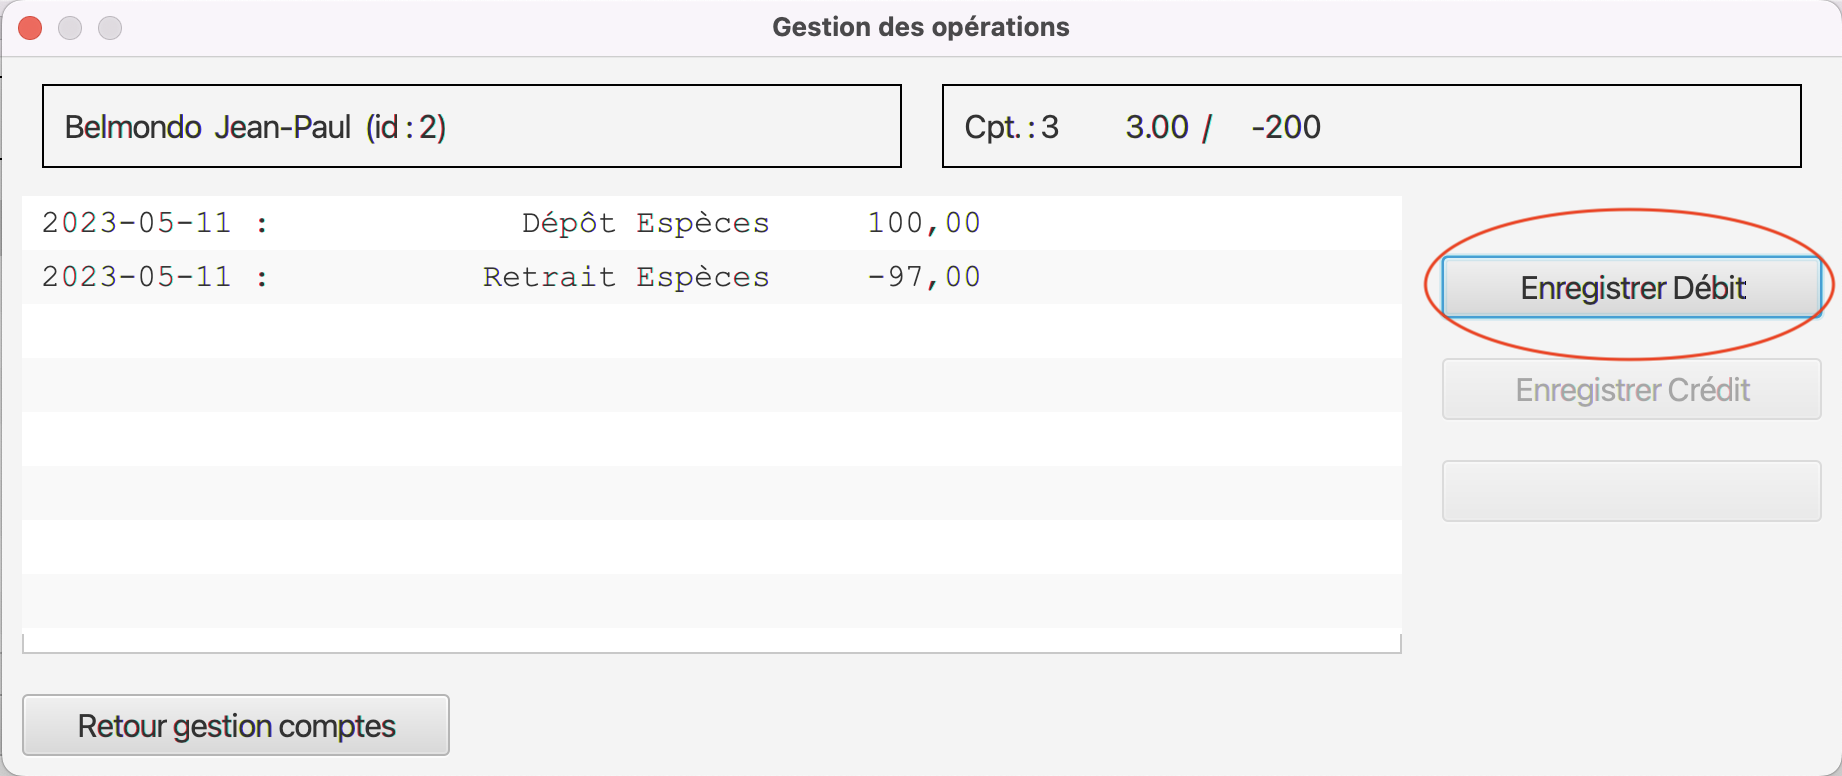 Gestion des opérations
Belmondo Jean-Paul (id : 2)
Cpt. : 3 3.00 / -200
2023-05-11 : Dépôt Espèces 100,00
2023-05-11 : Retrait Espèces -97,00
Enregistrer Débit
Enregistrer Crédit
Retour gestion comptes